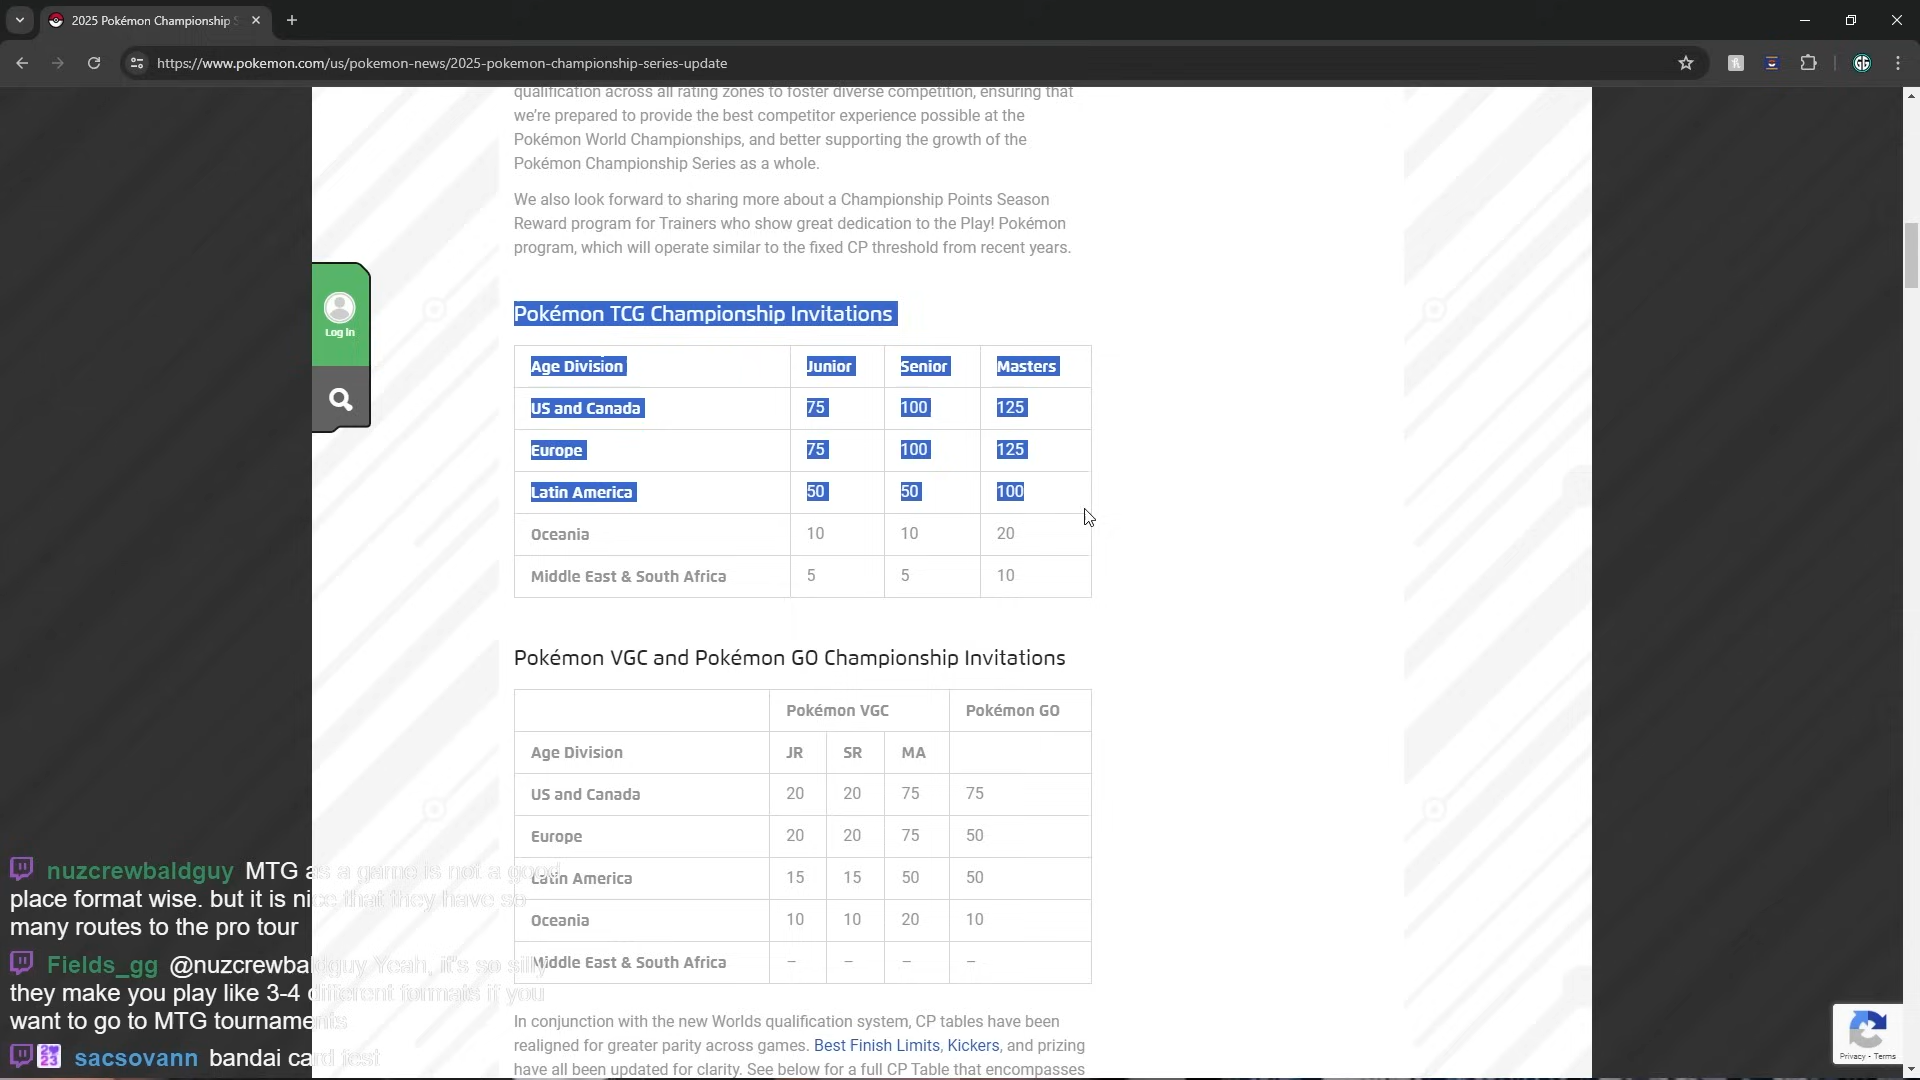 2025 Pokémon Championship S
https://www.pokemon.com/us/pokemon-news/2025-pokemon-championship-series-update
qualification across all rating zones to foster diverse competition, ensuring that
we're prepared to provide the best competitor experience possible at the
Pokémon World Championships, and better supporting the growth of the
Pokémon Championship Series as a whole.
We also look forward to sharing more about a Championship Points Season
Reward program for Trainers who show great dedication to the Play! Pokémon
program, which will operate similar to the fixed CP threshold from recent years.
Log In
Pokémon TCG Championship Invitations
Age Division Junior Senior Masters
US and Canada 75 100 125
Europe 75 100 125
Latin America 50 50 100
Oceania 10 10 20
Middle East & South Africa 5 5 10
Pokémon VGC and Pokémon GO Championship Invitations
Pokémon VGC Pokémon GO
Age Division JR SR MA
US and Canada 20 20 75 75
Europe 20 20 75 50
Latin America 15 15 50 50
Oceania 10 10 20 10
Middle East & South Africa – – – –
In conjunction with the new Worlds qualification system, CP tables have been
realigned for greater parity across games. Best Finish Limits, Kickers, and prizing
have all been updated for clarity. See below for a full CP Table that encompasses
nuzcrewbaldguy MTG as a game is not a good
place format wise. but it is nice that they have so
many routes to the pro tour
Fields_gg @nuzcrewbaldguy Yeah, it's so silly
they make you play like 3-4 different formats if you
want to go to MTG tournaments
sacsovann bandai card fest
Privacy - Terms